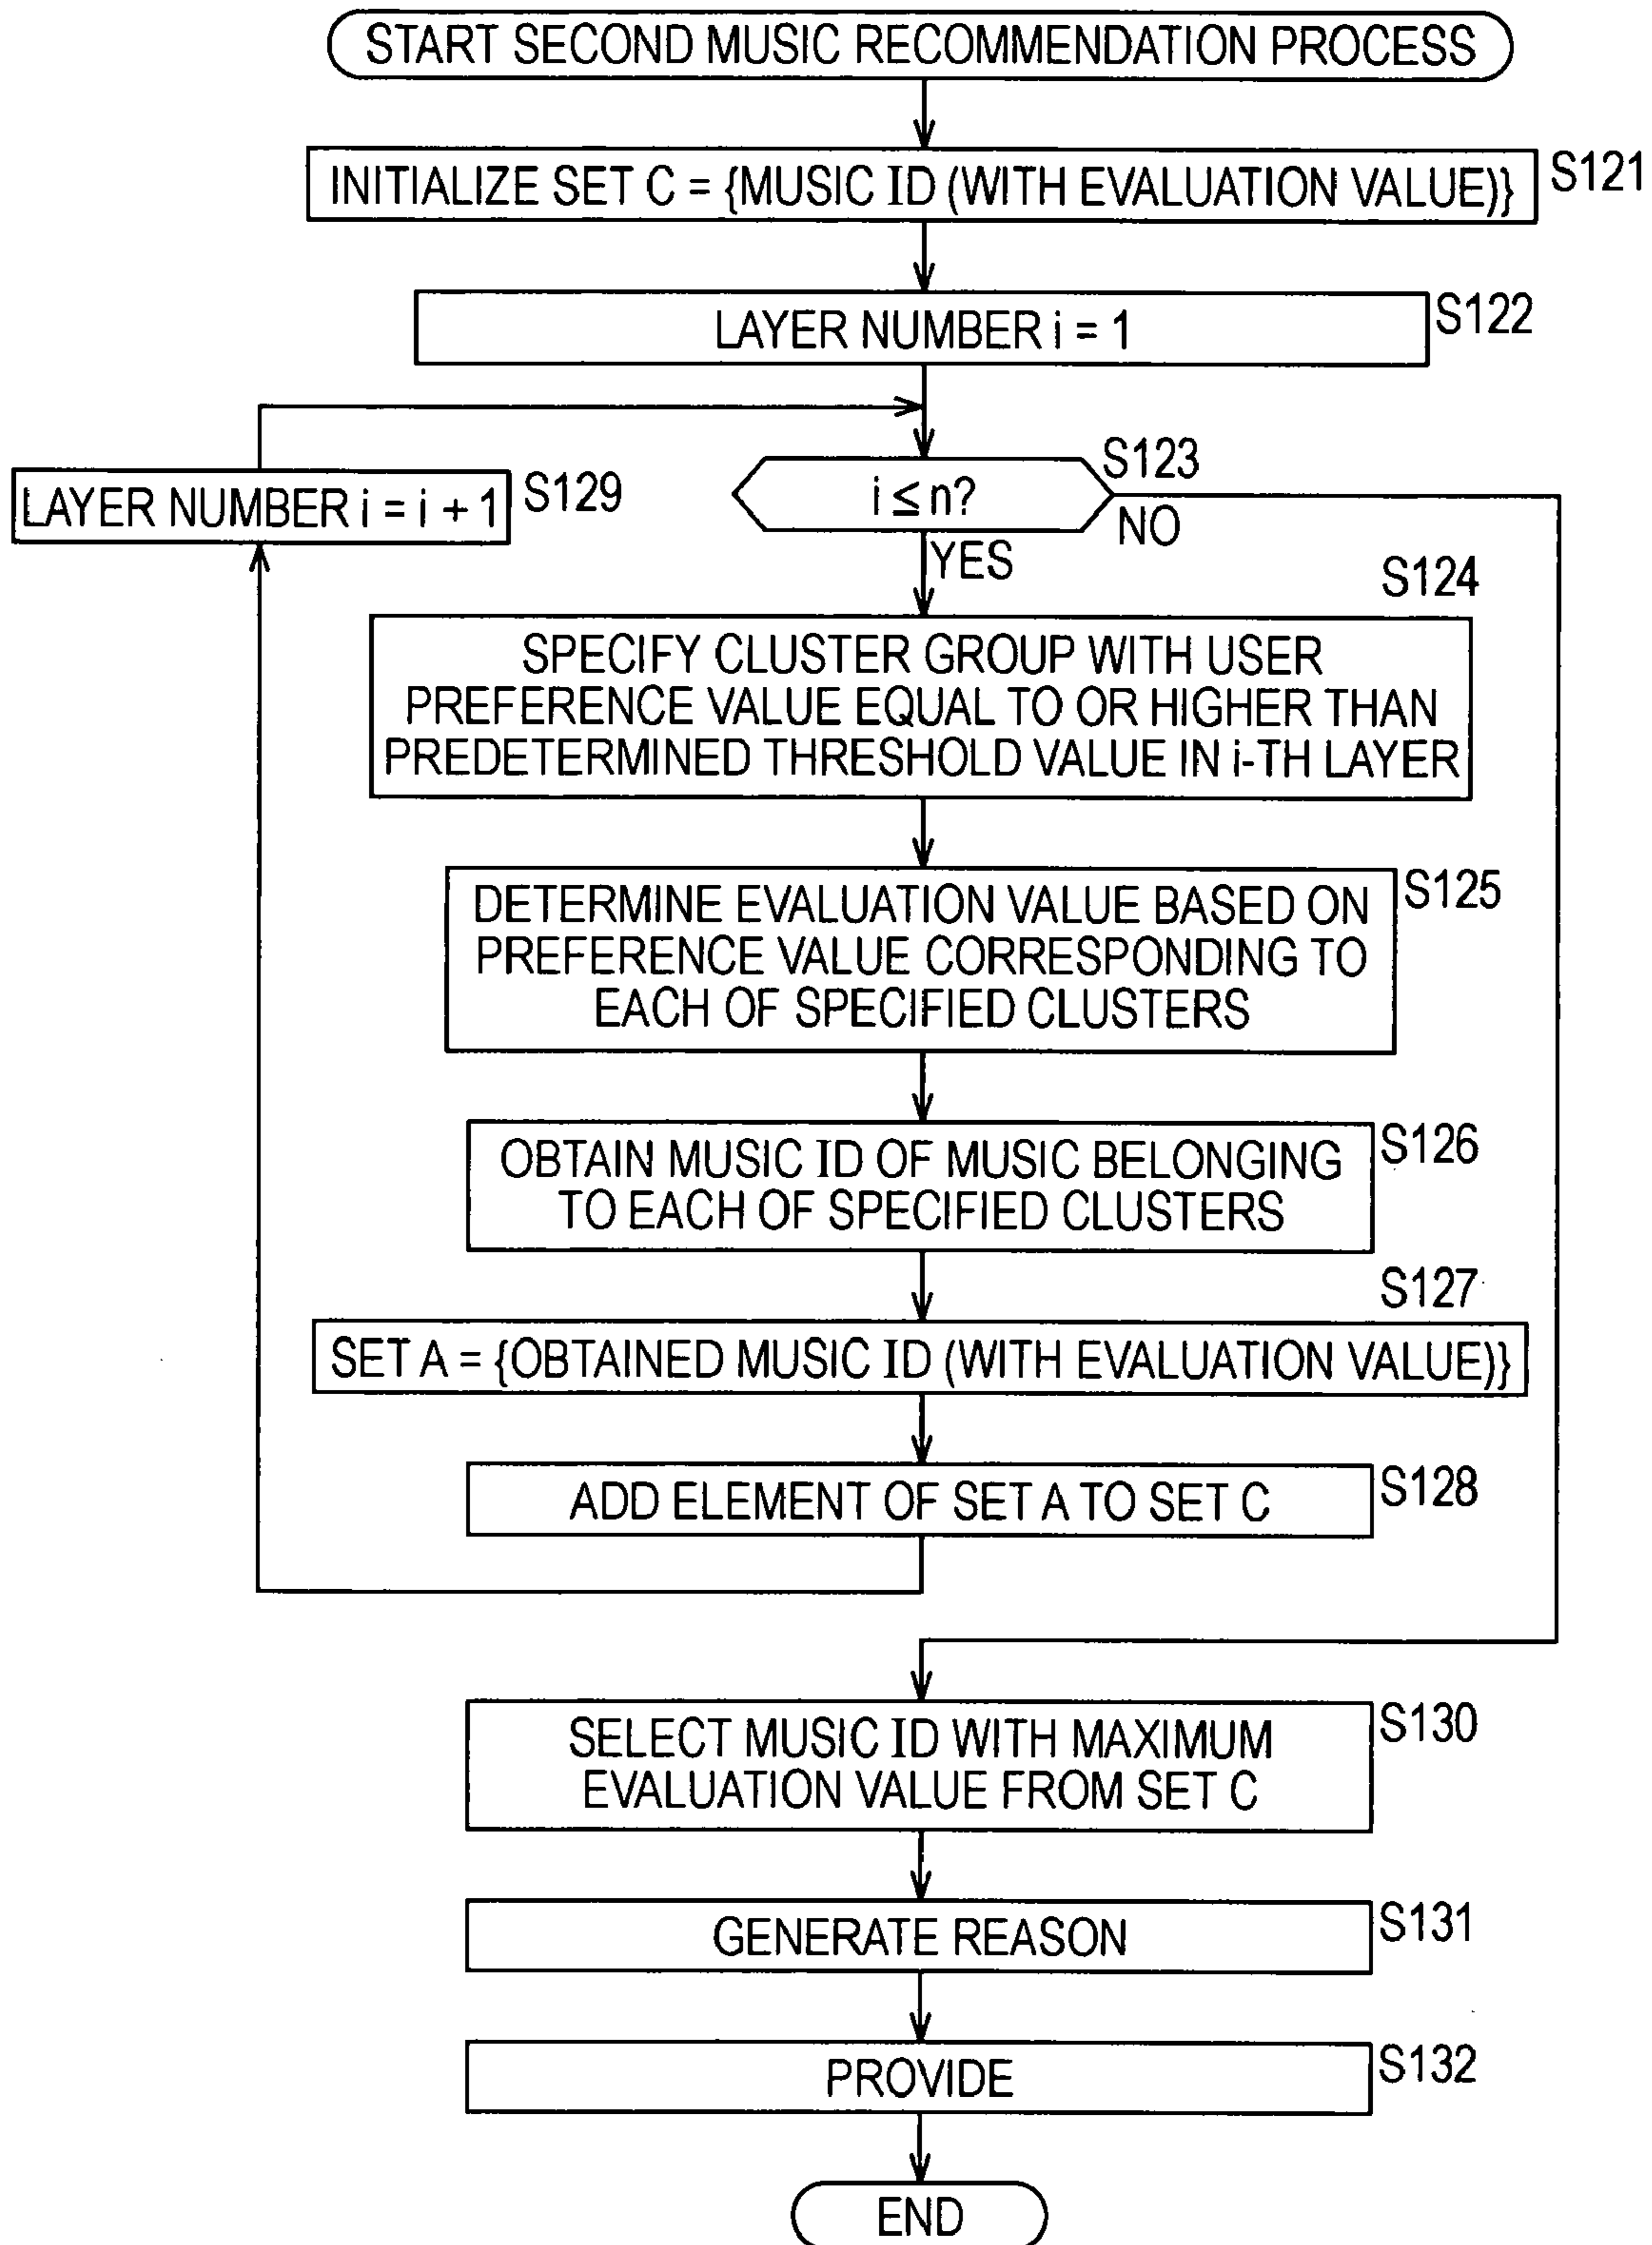 START SECOND MUSIC RECOMMENDATION PROCESS
INITIALIZE SET C = {MUSIC ID (WITH EVALUATION VALUE)}
S121
LAYER NUMBER i = 1
S122
LAYER NUMBER i = i + 1
S129
i ≤ n?
S123
NO
YES
S124
SPECIFY CLUSTER GROUP WITH USER
PREFERENCE VALUE EQUAL TO OR HIGHER THAN
PREDETERMINED THRESHOLD VALUE IN i-TH LAYER
DETERMINE EVALUATION VALUE BASED ON
PREFERENCE VALUE CORRESPONDING TO
EACH OF SPECIFIED CLUSTERS
S125
OBTAIN MUSIC ID OF MUSIC BELONGING
TO EACH OF SPECIFIED CLUSTERS
S126
S127
SET A = {OBTAINED MUSIC ID (WITH EVALUATION VALUE)}
ADD ELEMENT OF SET A TO SET C
S128
SELECT MUSIC ID WITH MAXIMUM
EVALUATION VALUE FROM SET C
S130
GENERATE REASON
S131
PROVIDE
S132
END